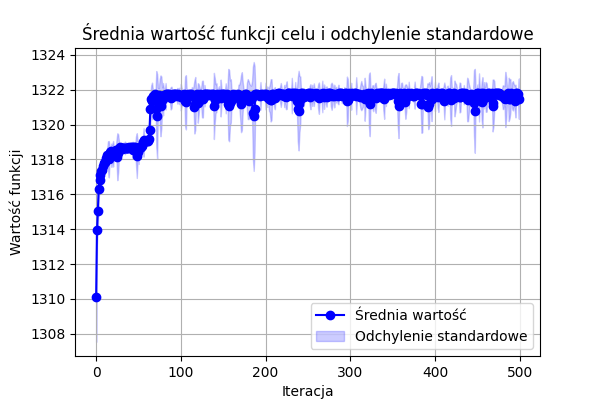 Średnia wartość funkcji celu i odchylenie standardowe
1324
1322
1320
1318
1316
1314
1312
1310
1308
Wartość funkcji
0 100 200 300 400 500
Iteracja
Średnia wartość
Odchylenie standardowe